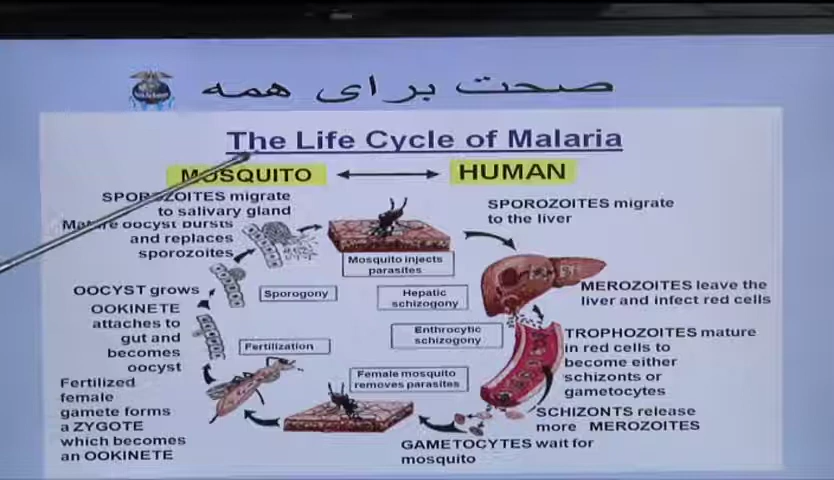 صحت برای همه
The Life Cycle of Malaria
MOSQUITO
HUMAN
SPOROZOITES migrate
to salivary gland
Mature oocyst bursts
and replaces
sporozoites
OOCYST grows
OOKINETE
attaches to
gut and
becomes
oocyst
Fertilized
female
gamete forms
a ZYGOTE
which becomes
an OOKINETE
Mosquito injects
parasites
Sporogony
Hepatic
schizogony
Enthrocytic
schizogony
Fertilization
Female mosquito
removes parasites
SPOROZOITES migrate
to the liver
MEROZOITES leave the
liver and infect red cells
TROPHOZOITES mature
in red cells to
become either
schizonts or
gametocytes
SCHIZONTS release
more MEROZOITES
GAMETOCYTES wait for
mosquito